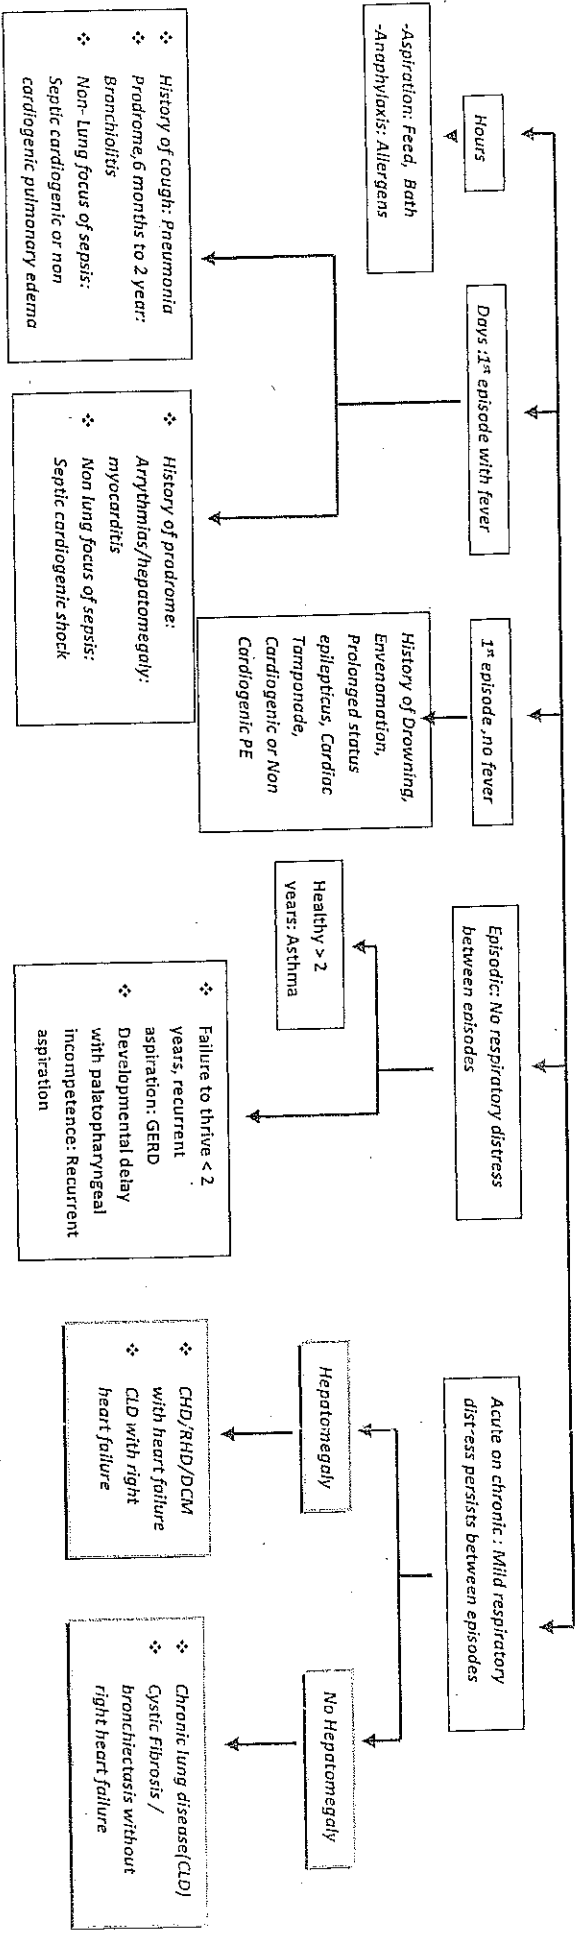 Hours
-Aspiration: Feed, Bath
-Anaphylaxis: Allergens
Days :1st episode with fever
❖ History of cough: Pneumonia
❖ Prodrome,6 months to 2 year:
Bronchiolitis
❖ Non- Lung focus of sepsis:
Septic cardiogenic or non
cardiogenic pulmonary edema
❖ History of prodrome:
Arrythmias/hepatomegaly:
myocarditis
❖ Non lung focus of sepsis:
Septic cardiogenic shock
1st episode ,no fever
History of Drowning,
Envenomation,
Prolonged status
epilepticus, Cardiac
Tamponade,
Cardiogenic or Non
Cardiogenic PE
Episodic: No respiratory distress
between episodes
Healthy > 2
years: Asthma
❖ Failure to thrive < 2
years, recurrent
aspiration: GERD
❖ Developmental delay
with palatopharyngeal
incompetence: Recurrent
aspiration
Acute on chronic : Mild respiratory
distress persists between episodes
Hepatomegaly
❖ CHD/RHD/DCM
with heart failure
❖ CLD with right
heart failure
No Hepatomegaly
❖ Chronic lung disease(CLD)
❖ Cystic Fibrosis /
bronchiectasis without
right heart failure